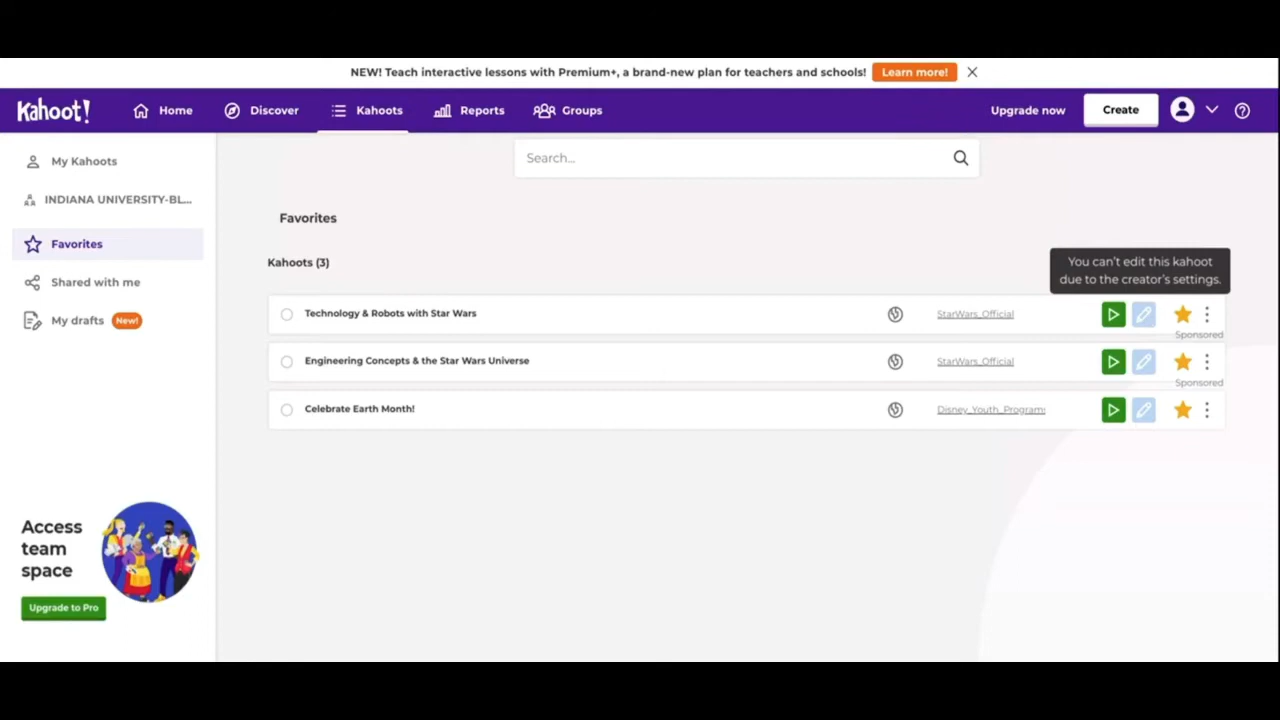 NEW! Teach interactive lessons with Premium+, a brand-new plan for teachers and schools! Learn more!
Kahoot! Home Discover Kahoots Reports Groups Upgrade now Create
My Kahoots
INDIANA UNIVERSITY-BL...
Favorites
Shared with me
My drafts New!
Access
team
space
Upgrade to Pro
Search...
Favorites
Kahoots (3)
You can't edit this kahoot
due to the creator's settings.
Technology & Robots with Star Wars StarWars_Official
Sponsored
Engineering Concepts & the Star Wars Universe StarWars_Official
Sponsored
Celebrate Earth Month! Disney_Youth_Programs